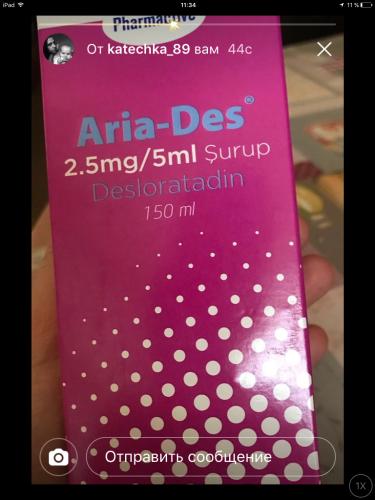 iPad
11:34
11 %
Pharmactive
От katechka_89 вам 44с
Aria-Des®
2.5mg/5ml Şurup
Desloratadin
150 ml
Отправить сообщение
1X